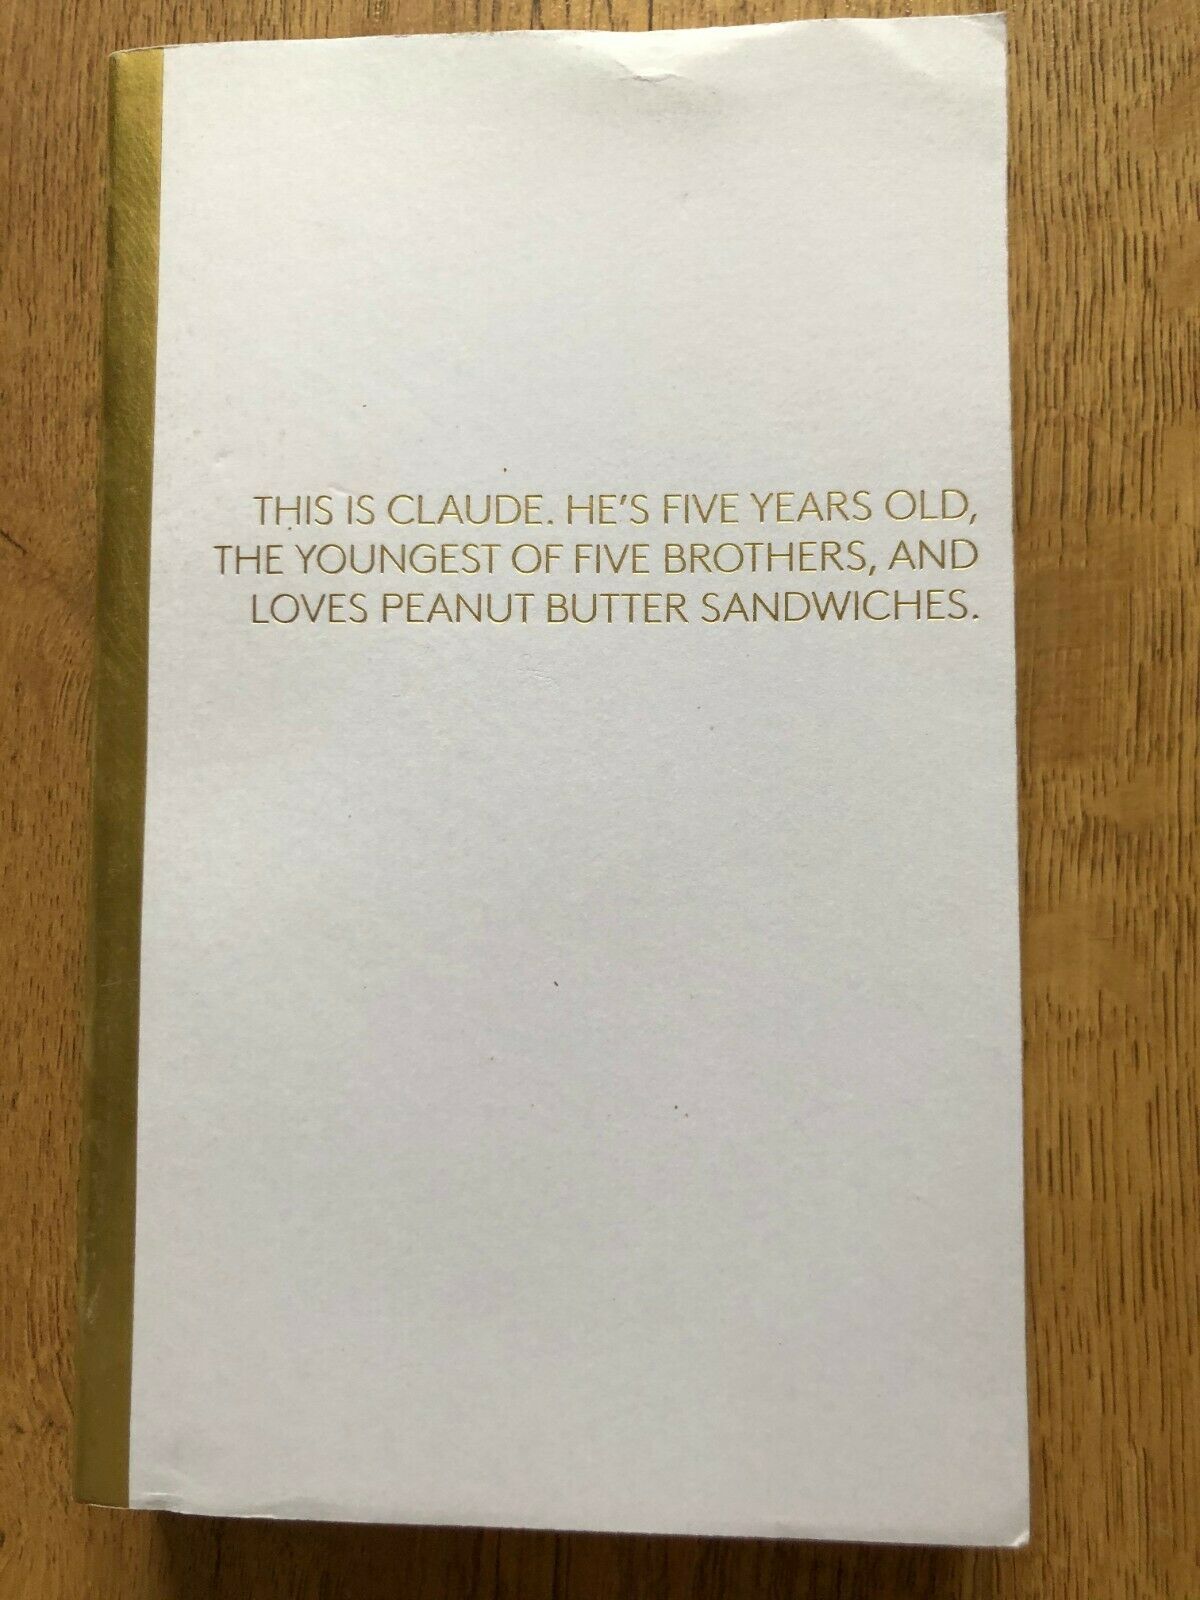 THIS IS CLAUDE. HE'S FIVE YEARS OLD,
THE YOUNGEST OF FIVE BROTHERS, AND
LOVES PEANUT BUTTER SANDWICHES.